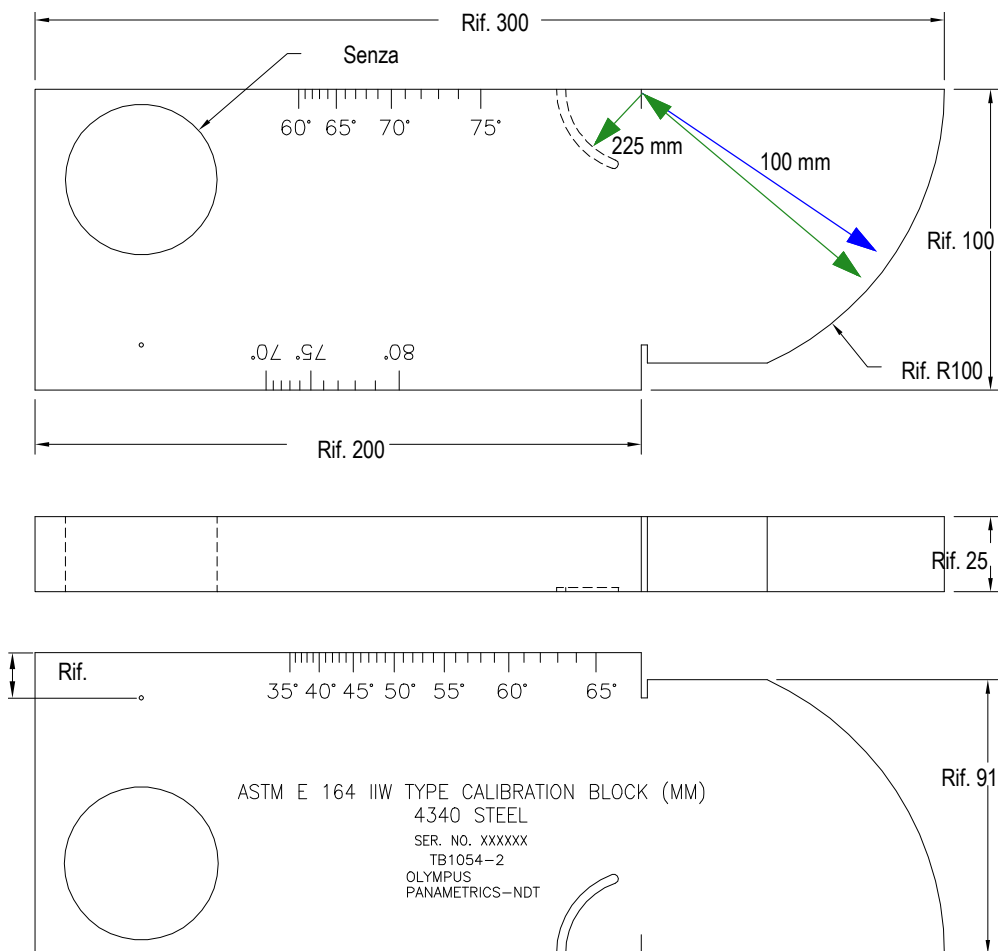 Rif. 300
Senza
60° 65° 70° 75°
225 mm
100 mm
Rif. 100
70° 75° 80°
Rif. R100
Rif. 200
Rif. 25
Rif.
35° 40° 45° 50° 55° 60° 65°
Rif. 91
ASTM E 164 IIW TYPE CALIBRATION BLOCK (MM)
4340 STEEL
SER. NO. XXXXXX
TB1054-2
OLYMPUS
PANAMETRICS-NDT